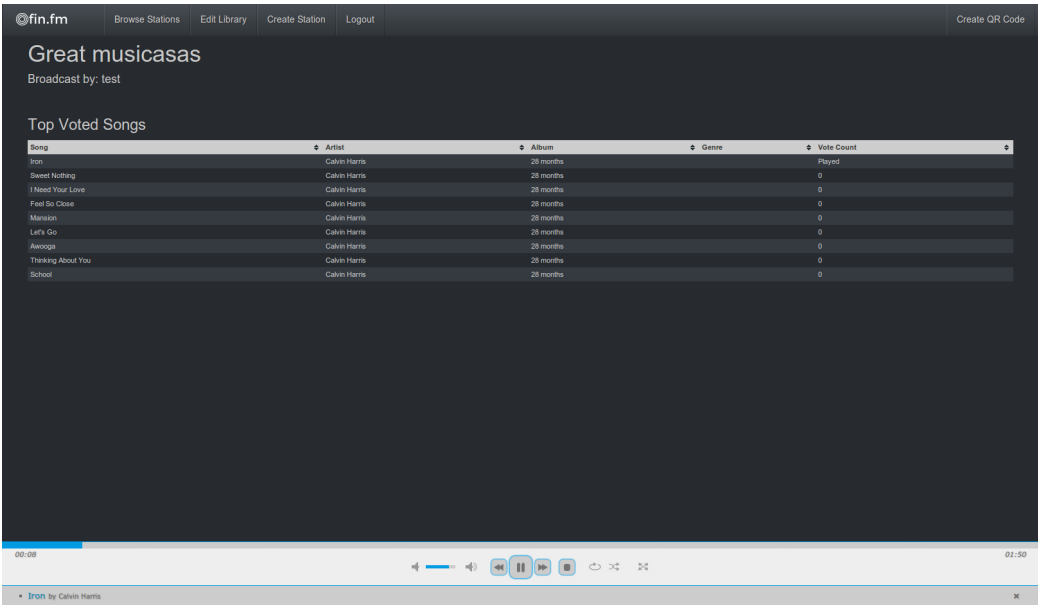 fin.fm Browse Stations Edit Library Create Station Logout Create QR Code
Great musicasas
Broadcast by: test
Top Voted Songs
Song Artist Album Genre Vote Count
Iron Calvin Harris 28 months Played
Sweet Nothing Calvin Harris 28 months 0
I Need Your Love Calvin Harris 28 months 0
Feel So Close Calvin Harris 28 months 0
Mansion Calvin Harris 28 months 0
Let's Go Calvin Harris 28 months 0
Awooga Calvin Harris 28 months 0
Thinking About You Calvin Harris 28 months 0
School Calvin Harris 28 months 0
00:08 01:50
Iron by Calvin Harris